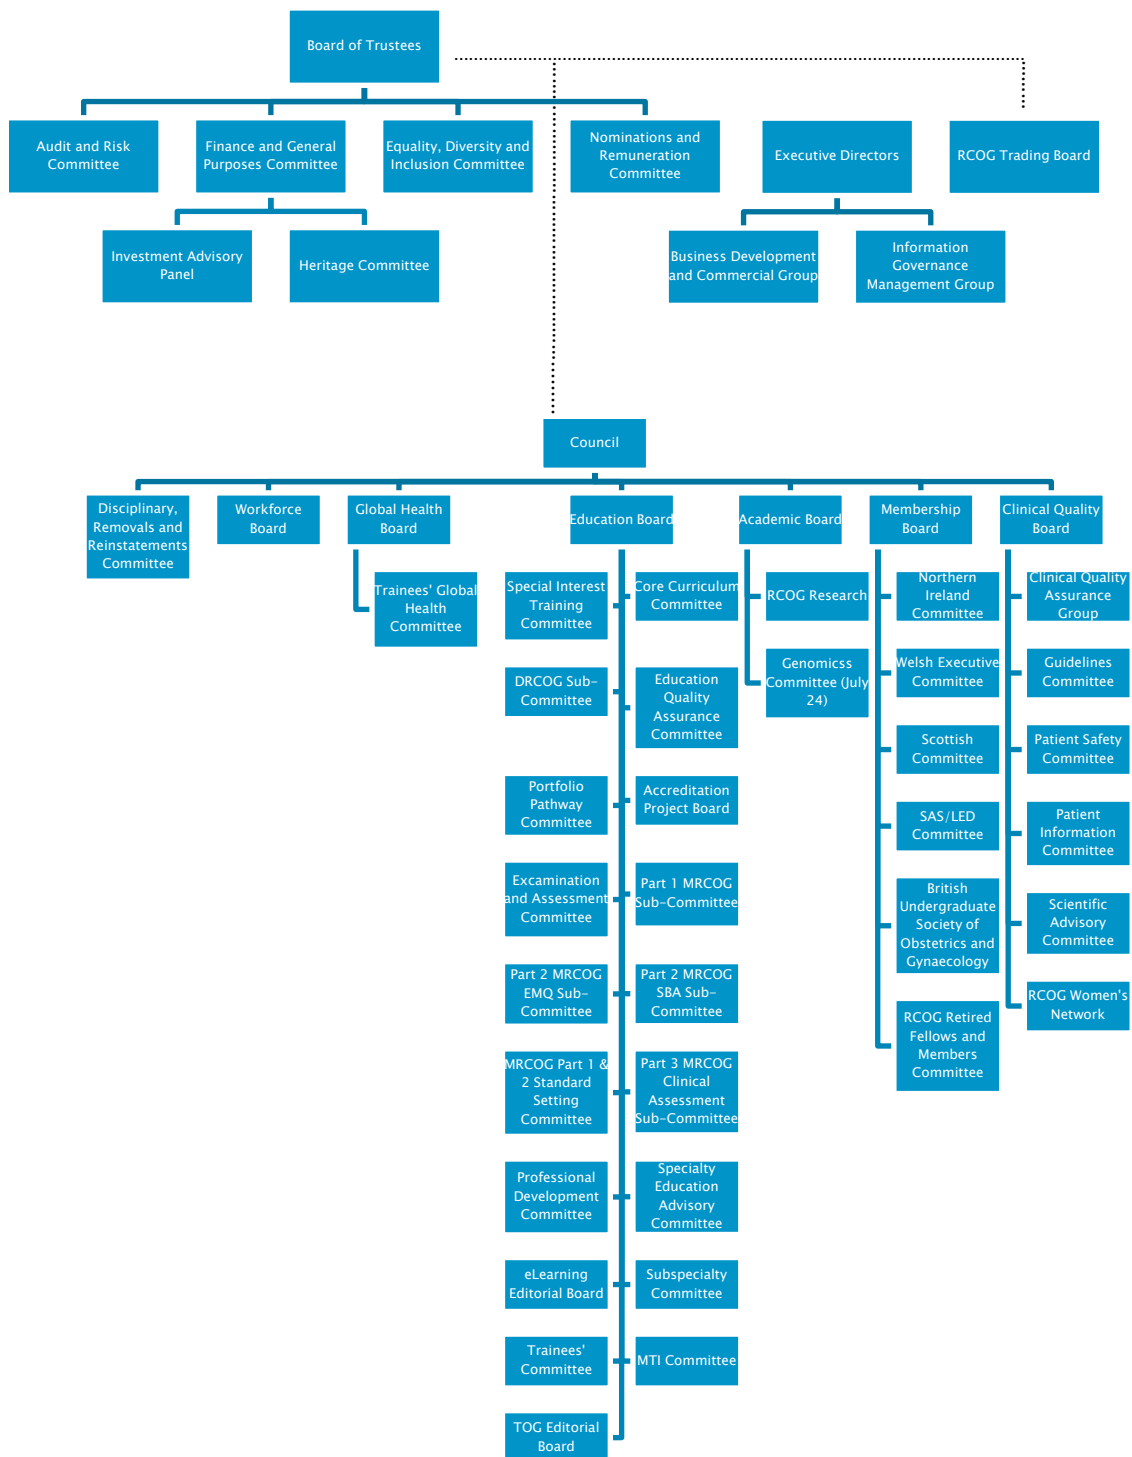 Board of Trustees
Audit and Risk
Committee
Finance and General
Purposes Committee
Equality, Diversity and
Inclusion Committee
Nominations and
Remuneration
Committee
Executive Directors
RCOG Trading Board
Investment Advisory
Panel
Heritage Committee
Business Development
and Commercial Group
Information
Governance
Management Group
Council
Disciplinary,
Removals and
Reinstatements
Committee
Workforce
Board
Global Health
Board
Education Board
Academic Board
Membership
Board
Clinical Quality
Board
Trainees' Global
Health
Committee
Special Interest
Training
Committee
Core Curriculum
Committee
DRCOG Sub-
Committee
Education
Quality
Assurance
Committee
Portfolio
Pathway
Committee
Accreditation
Project Board
Excamination
and Assessment
Committee
Part 1 MRCOG
Sub-Committee
Part 2 MRCOG
EMQ Sub-
Committee
Part 2 MRCOG
SBA Sub-
Committee
MRCOG Part 1 &
2 Standard
Setting
Committee
Part 3 MRCOG
Clinical
Assessment
Sub-Committee
Professional
Development
Committee
Specialty
Education
Advisory
Committee
eLearning
Editorial Board
Subspecialty
Committee
Trainees'
Committee
MTI Committee
TOG Editorial
Board
RCOG Research
Genomicss
Committee (July
24)
Northern
Ireland
Committee
Welsh Executive
Committee
Scottish
Committee
SAS/LED
Committee
British
Undergraduate
Society of
Obstetrics and
Gynaecology
RCOG Retired
Fellows and
Members
Committee
Clinical Quality
Assurance
Group
Guidelines
Committee
Patient Safety
Committee
Patient
Information
Committee
Scientific
Advisory
Committee
RCOG Women's
Network